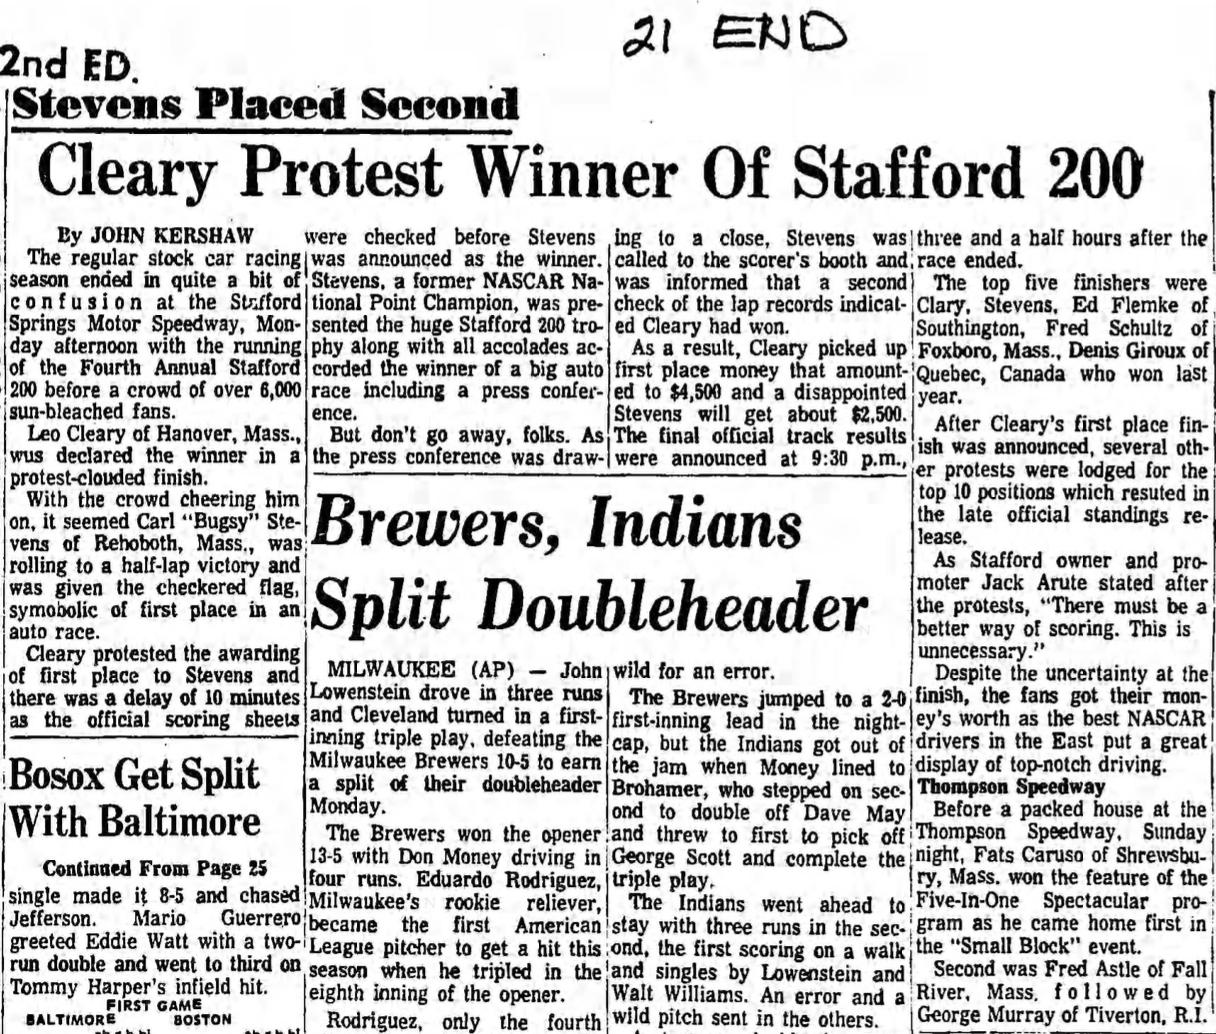 21 END
2nd ED.
Stevens Placed Second
Cleary Protest Winner Of Stafford 200
By JOHN KERSHAW
The regular stock car racing
season ended in quite a bit of
confusion at the Stafford
Springs Motor Speedway, Mon-
day afternoon with the running
of the Fourth Annual Stafford
200 before a crowd of over 6,000
sun-bleached fans.
Leo Cleary of Hanover, Mass.,
wus declared the winner in a
protest-clouded finish.
With the crowd cheering him
on, it seemed Carl "Bugsy" Ste-
vens of Rehoboth, Mass., was
rolling to a half-lap victory and
was given the checkered flag,
symobolic of first place in an
auto race.
Cleary protested the awarding
of first place to Stevens and
there was a delay of 10 minutes
as the official scoring sheets
were checked before Stevens
was announced as the winner.
Stevens, a former NASCAR Na-
tional Point Champion, was pre-
sented the huge Stafford 200 tro-
phy along with all accolades ac-
corded the winner of a big auto
race including a press confer-
ence.
But don't go away, folks. As
the press conference was draw-
ing to a close, Stevens was
called to the scorer's booth and
was informed that a second
check of the lap records indicat-
ed Cleary had won.
As a result, Cleary picked up
first place money that amount-
ed to $4,500 and a disappointed
Stevens will get about $2,500.
The final official track results
were announced at 9:30 p.m.,
three and a half hours after the
race ended.
The top five finishers were
Clary, Stevens, Ed Flemke of
Southington, Fred Schultz of
Foxboro, Mass., Denis Giroux of
Quebec, Canada who won last
year.
After Cleary's first place fin-
ish was announced, several oth-
er protests were lodged for the
top 10 positions which resuted in
the late official standings re-
lease.
As Stafford owner and pro-
moter Jack Arute stated after
the protests, "There must be a
better way of scoring. This is
unnecessary."
Despite the uncertainty at the
finish, the fans got their mon-
ey's worth as the best NASCAR
drivers in the East put a great
display of top-notch driving.
Thompson Speedway
Before a packed house at the
Thompson Speedway, Sunday
night, Fats Caruso of Shrewsbu-
ry, Mass. won the feature of the
Five-In-One Spectacular pro-
gram as he came home first in
the "Small Block" event.
Second was Fred Astle of Fall
River, Mass. followed by
George Murray of Tiverton, R.I.
Brewers, Indians
Split Doubleheader
MILWAUKEE (AP) — John
Lowenstein drove in three runs
and Cleveland turned in a first-
inning triple play, defeating the
Milwaukee Brewers 10-5 to earn
a split of their doubleheader
Monday.
The Brewers won the opener
13-5 with Don Money driving in
four runs. Eduardo Rodriguez,
Milwaukee's rookie reliever,
became the first American
League pitcher to get a hit this
season when he tripled in the
eighth inning of the opener.
Rodriguez, only the fourth
wild for an error.
The Brewers jumped to a 2-0
first-inning lead in the night-
cap, but the Indians got out of
the jam when Money lined to
Brohamer, who stepped on sec-
ond to double off Dave May
and threw to first to pick off
George Scott and complete the
triple play.
The Indians went ahead to
stay with three runs in the sec-
ond, the first scoring on a walk
and singles by Lowenstein and
Walt Williams. An error and a
wild pitch sent in the others.
Bosox Get Split
With Baltimore
Continued From Page 25
single made it 8-5 and chased
Jefferson. Mario Guerrero
greeted Eddie Watt with a two-
run double and went to third on
Tommy Harper's infield hit.
FIRST GAME
BALTIMORE BOSTON